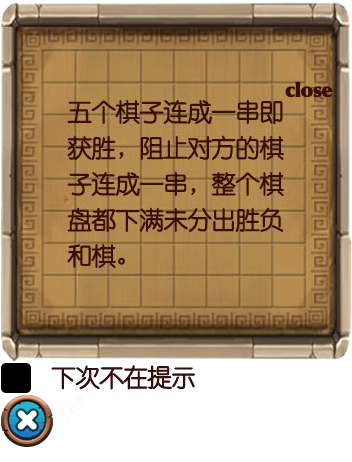 close
五个棋子连成一串即
获胜，阻止对方的棋
子连成一串，整个棋
盘都下满未分出胜负
和棋。
下次不在提示